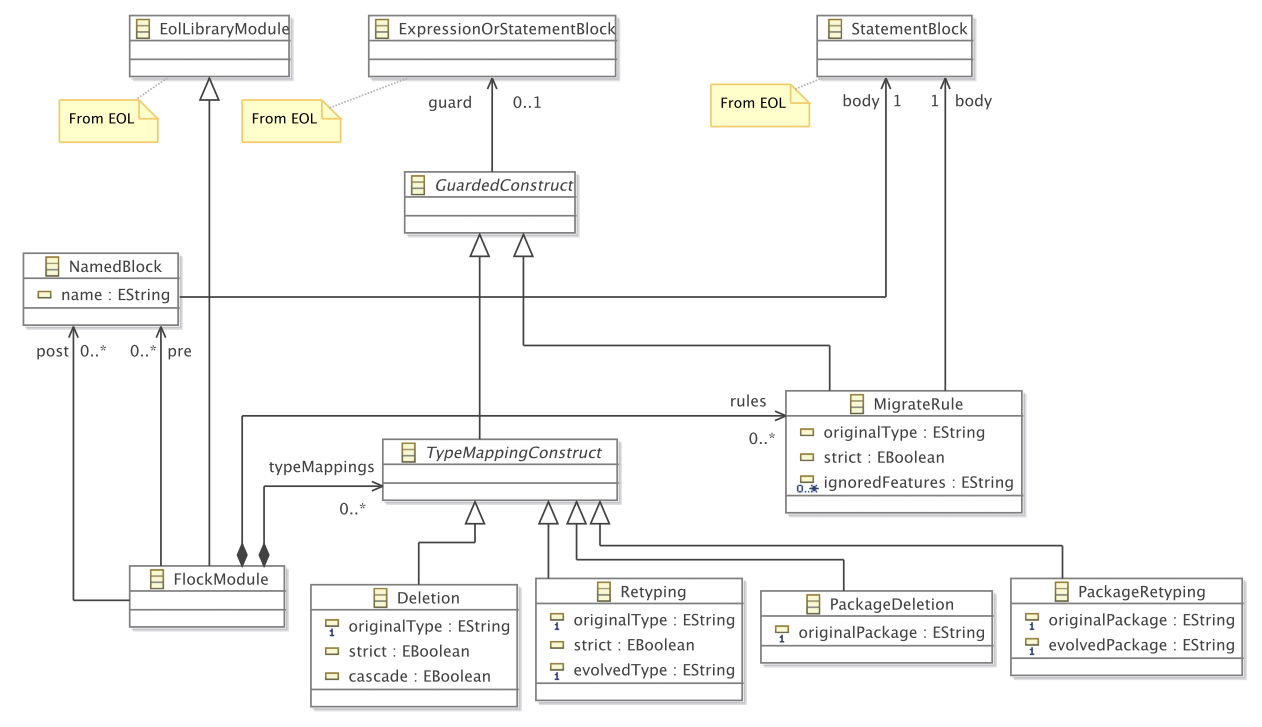 EolLibraryModule
ExpressionOrStatementBlock
StatementBlock
From EOL
From EOL
From EOL
guard 0..1
body 1
1 body
GuardedConstruct
NamedBlock
name : EString
post 0..*
0..* pre
rules
0..*
MigrateRule
originalType : EString
strict : EBoolean
0..* ignoredFeatures : EString
TypeMappingConstruct
typeMappings
0..*
FlockModule
Deletion
1 originalType : EString
strict : EBoolean
cascade : EBoolean
Retyping
1 originalType : EString
strict : EBoolean
1 evolvedType : EString
PackageDeletion
1 originalPackage : EString
PackageRetyping
1 originalPackage : EString
1 evolvedPackage : EString